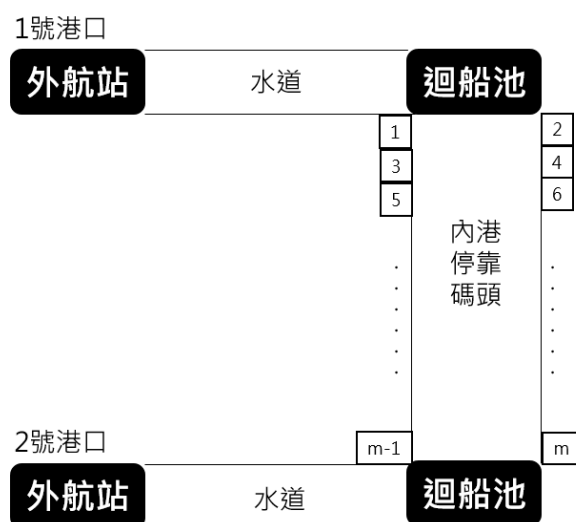 1號港口
外航站 水道 迴船池
1 2
3 4
5 6
內港
停靠
碼頭
2號港口
m-1 m
外航站 水道 迴船池